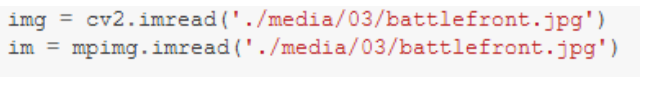 img = cv2.imread('./media/03/battlefront.jpg')
im = mpimg.imread('./media/03/battlefront.jpg')